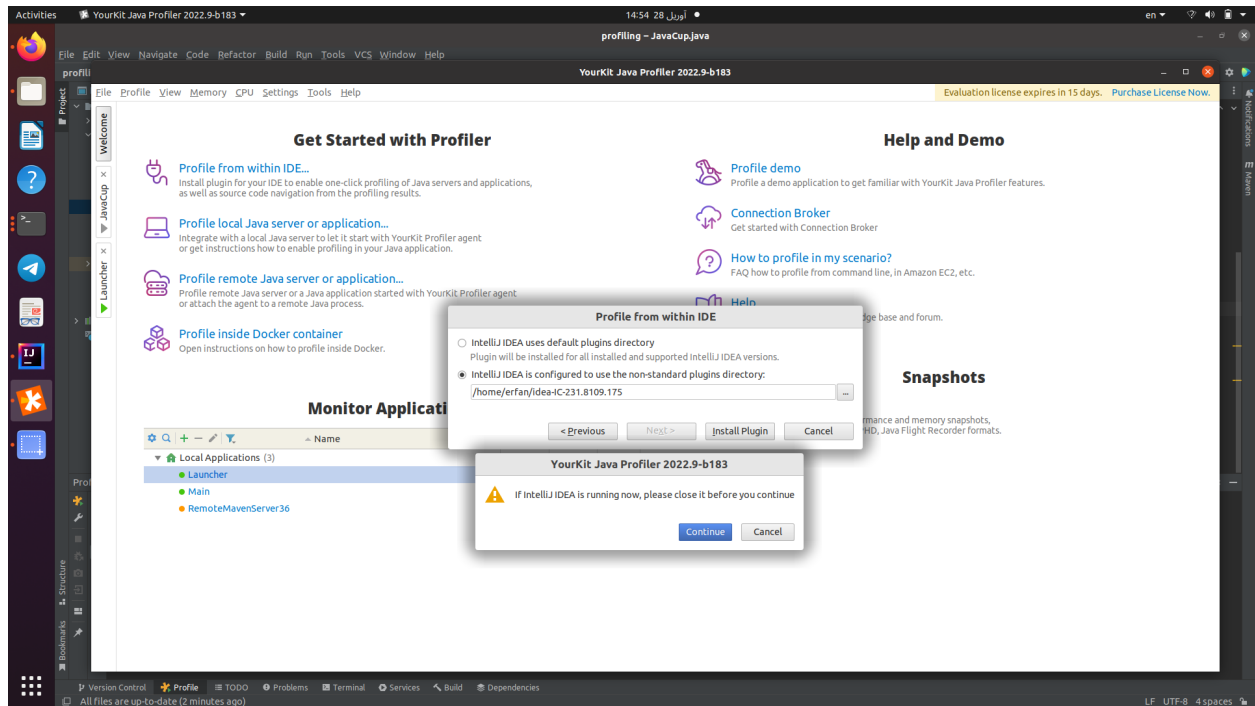 Activities
YourKit Java Profiler 2022.9-b183
14:54 28 آوریل
en
profiling – JavaCup.java
File Edit View Navigate Code Refactor Build Run Tools VCS Window Help
profili
YourKit Java Profiler 2022.9-b183
File Profile View Memory CPU Settings Tools Help
Evaluation license expires in 15 days. Purchase License Now.
Project
Welcome
JavaCup
Launcher
Structure
Bookmarks
Notifications
Maven
Get Started with Profiler
Profile from within IDE...
Install plugin for your IDE to enable one-click profiling of Java servers and applications,
as well as source code navigation from the profiling results.
Profile local Java server or application...
Integrate with a local Java server to let it start with YourKit Profiler agent
or get instructions how to enable profiling in your Java application.
Profile remote Java server or application...
Profile remote Java server or a Java application started with YourKit Profiler agent
or attach the agent to a remote Java process.
Profile inside Docker container
Open instructions on how to profile inside Docker.
Help and Demo
Profile demo
Profile a demo application to get familiar with YourKit Java Profiler features.
Connection Broker
Get started with Connection Broker
How to profile in my scenario?
FAQ how to profile from command line, in Amazon EC2, etc.
Help
dge base and forum.
Snapshots
rmance and memory snapshots,
HD, Java Flight Recorder formats.
Monitor Applicati
Name
Local Applications (3)
Launcher
Main
RemoteMavenServer36
Profile from within IDE
IntelliJ IDEA uses default plugins directory
Plugin will be installed for all installed and supported IntelliJ IDEA versions.
IntelliJ IDEA is configured to use the non-standard plugins directory:
/home/erfan/idea-IC-231.8109.175
...
< Previous Next > Install Plugin Cancel
YourKit Java Profiler 2022.9-b183
If IntelliJ IDEA is running now, please close it before you continue
Continue Cancel
Prof
Version Control Profile TODO Problems Terminal Services Build Dependencies
All files are up-to-date (2 minutes ago)
LF UTF-8 4 spaces